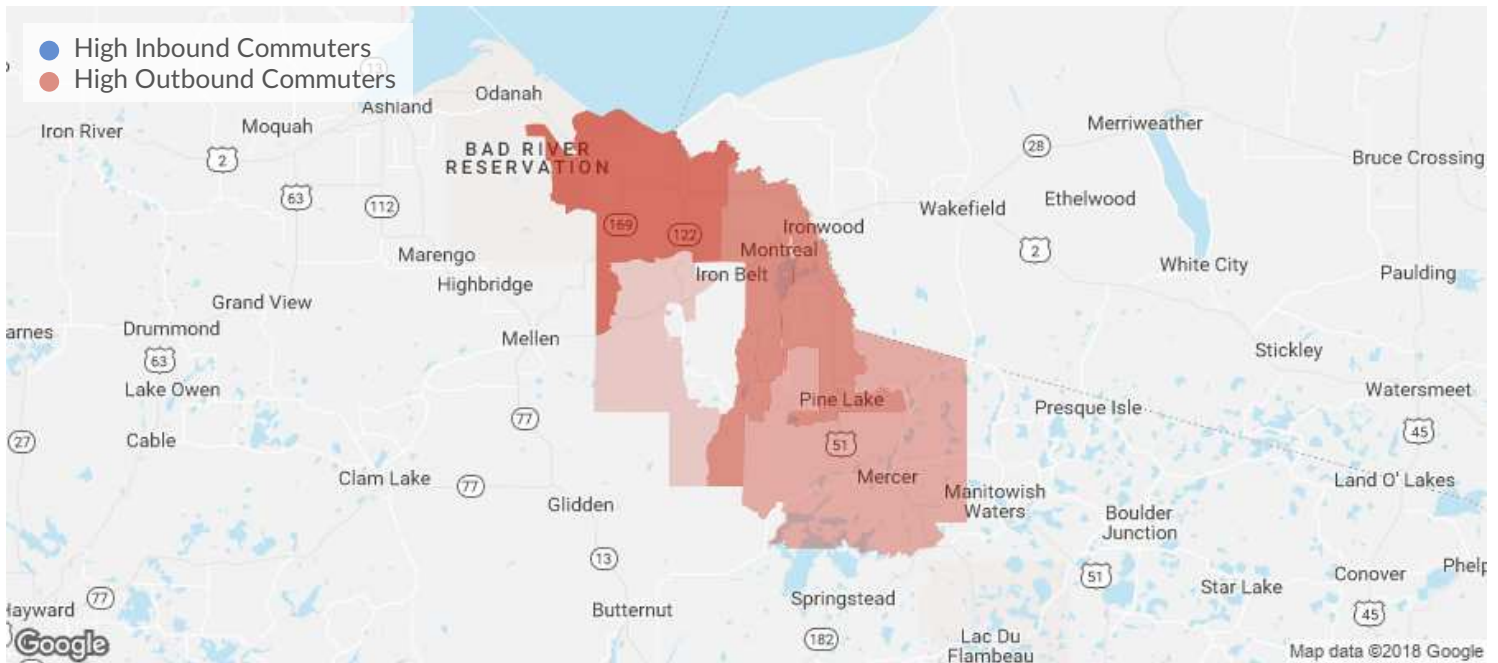 High Inbound Commuters
High Outbound Commuters
13
Ashland
Odanah
Iron River
Moquah
Merriweather
2
BAD RIVER
RESERVATION
28
Bruce Crossing
63
112
Ethelwood
Wakefield
169
122
Ironwood
Montreal
2
Marengo
Iron Belt
White City
Paulding
Highbridge
Grand View
arnes
Drummond
Mellen
Stickley
63
Lake Owen
Pine Lake
Watersmeet
Presque Isle
77
27
Cable
51
45
Clam Lake
77
Mercer
Land O' Lakes
Manitowish
Waters
Glidden
Boulder
Junction
13
Phelp
Conover
51
Star Lake
Hayward
77
Butternut
Springstead
45
182
Lac Du
Flambeau
Google
Map data ©2018 Google